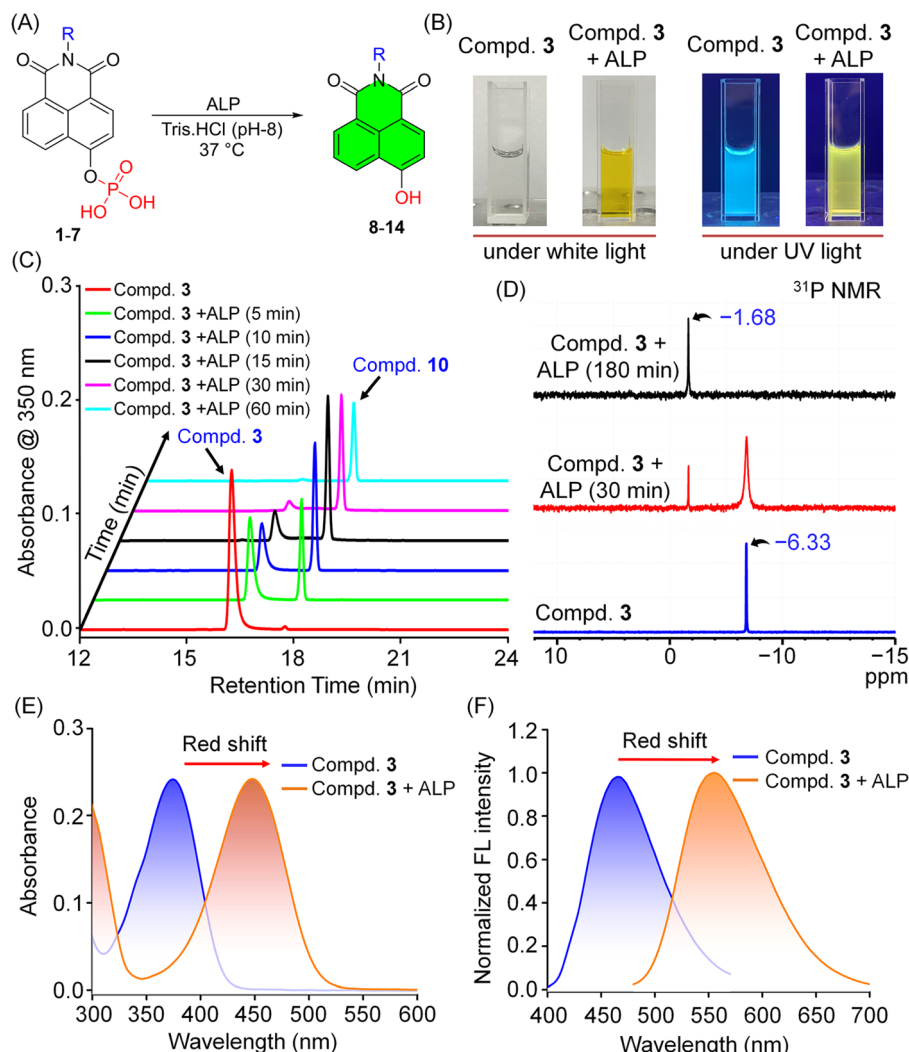 (A)
R
O
N
O
O
O
P
OH
HO
1-7
ALP
Tris.HCl (pH-8)
37 °C
R
O
N
O
OH
8-14
(B)
Compd. 3
Compd. 3
+ ALP
Compd. 3
Compd. 3
+ ALP
under white light
under UV light
(C)
0.3
0.2
0.1
0.0
Absorbance @ 350 nm
Compd. 3
Compd. 3 +ALP (5 min)
Compd. 3 +ALP (10 min)
Compd. 3 +ALP (15 min)
Compd. 3 +ALP (30 min)
Compd. 3 +ALP (60 min)
Compd. 10
Compd. 3
Time (min)
12 15 18 21 24
Retention Time (min)
(D)
³¹P NMR
−1.68
Compd. 3 +
ALP (180 min)
Compd. 3 +
ALP (30 min)
−6.33
Compd. 3
10 0 −10 −15
ppm
(E)
0.3
0.2
0.1
0.0
Absorbance
Red shift
Compd. 3
Compd. 3 + ALP
300 350 400 450 500 550 600
Wavelength (nm)
(F)
1.2
1.0
0.8
0.6
0.4
0.2
0.0
Normalized FL intensity
Red shift
Compd. 3
Compd. 3 + ALP
400 450 500 550 600 650 700
Wavelength (nm)